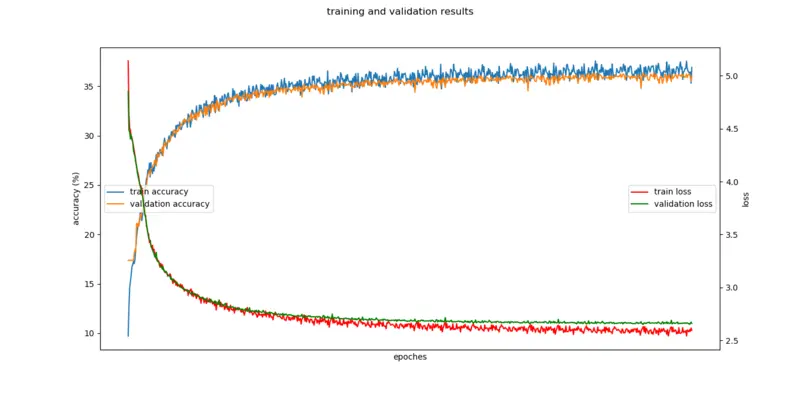 training and validation results
35
30
25
20
15
10
accuracy (%)
train accuracy
validation accuracy
train loss
validation loss
5.0
4.5
4.0
3.5
3.0
2.5
loss
epoches